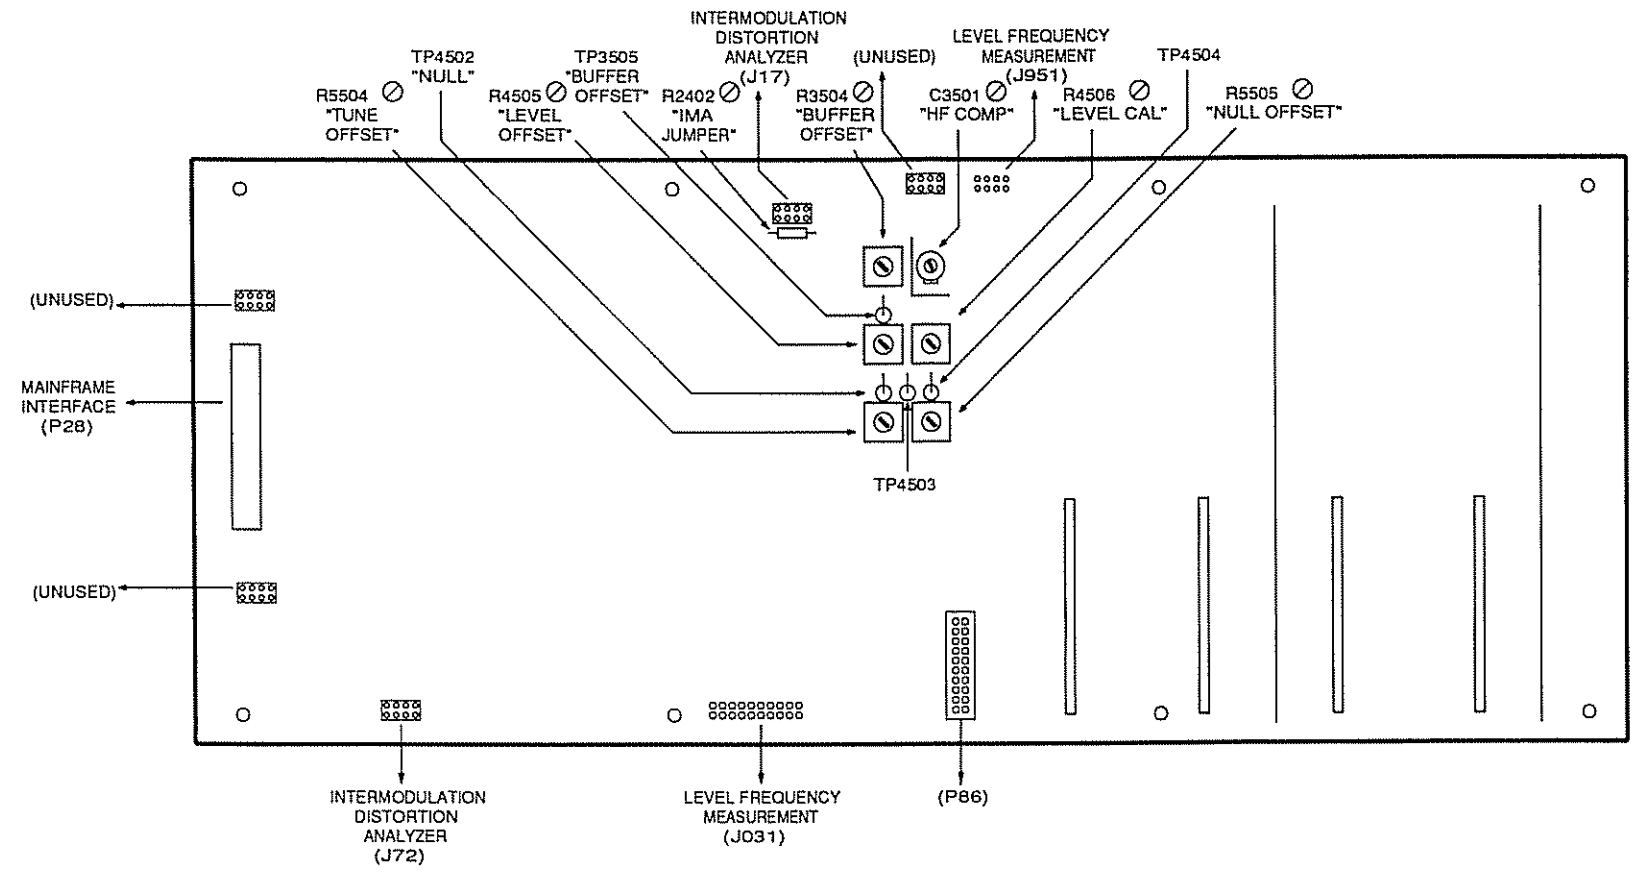 INTERMODULATION
DISTORTION
ANALYZER
(J17)
(UNUSED)
LEVEL FREQUENCY
MEASUREMENT
(J951)
TP4504
TP4502
"NULL"
TP3505
"BUFFER
OFFSET"
R5504
"TUNE
OFFSET"
R4505
"LEVEL
OFFSET"
R2402
"IMA
JUMPER"
R3504
"BUFFER
OFFSET"
C3501
"HF COMP"
R4506
"LEVEL CAL"
R5505
"NULL OFFSET"
(UNUSED)
MAINFRAME
INTERFACE
(P28)
TP4503
(UNUSED)
INTERMODULATION
DISTORTION
ANALYZER
(J72)
LEVEL FREQUENCY
MEASUREMENT
(J031)
(P86)